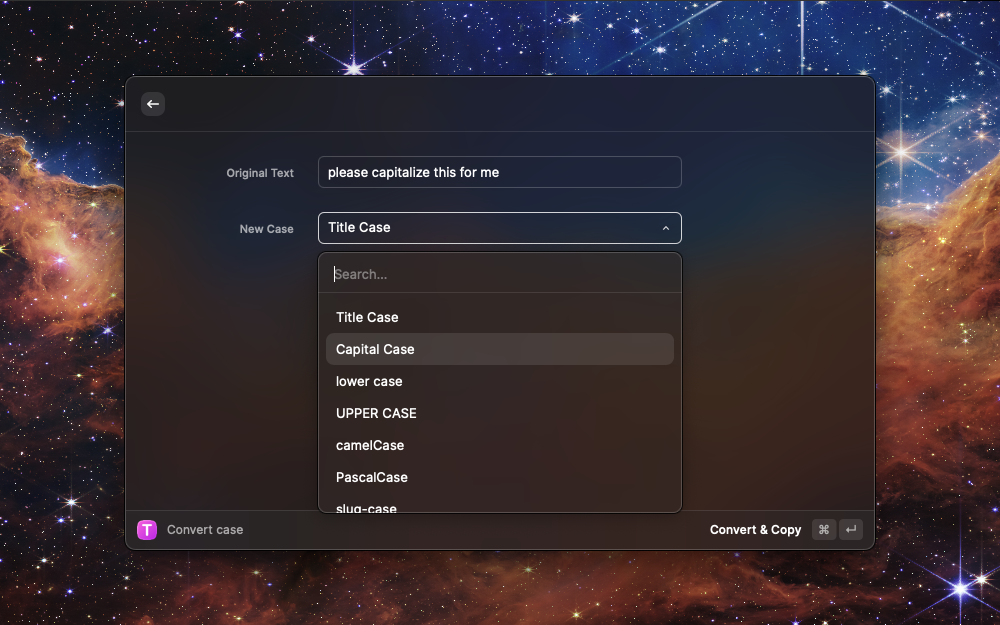 Original Text
please capitalize this for me
New Case
Title Case
Search...
Title Case
Capital Case
lower case
UPPER CASE
camelCase
PascalCase
slug-case
T
Convert case
Convert & Copy ⌘ ↵